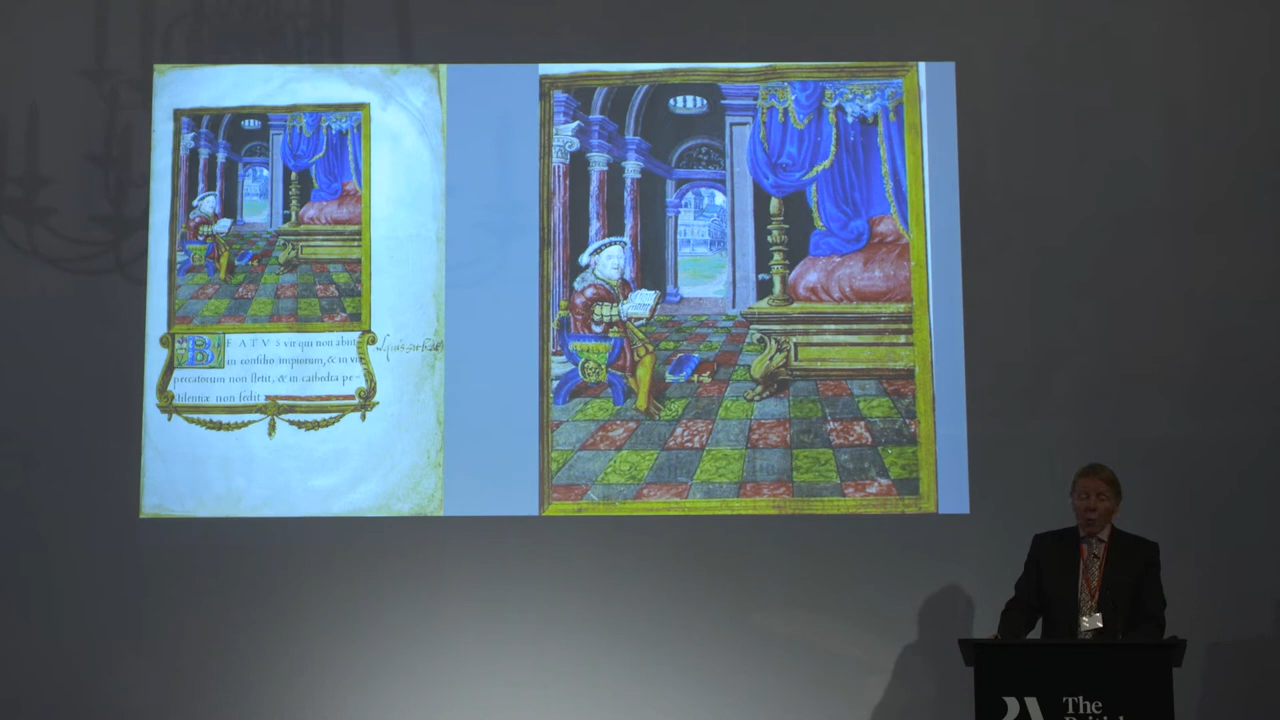 BEATVS vir qui non abiit
in consilio impiorum, & in vi
peccatorum non stetit, & in cathedra pe-
stilentiæ non sedit
The
British